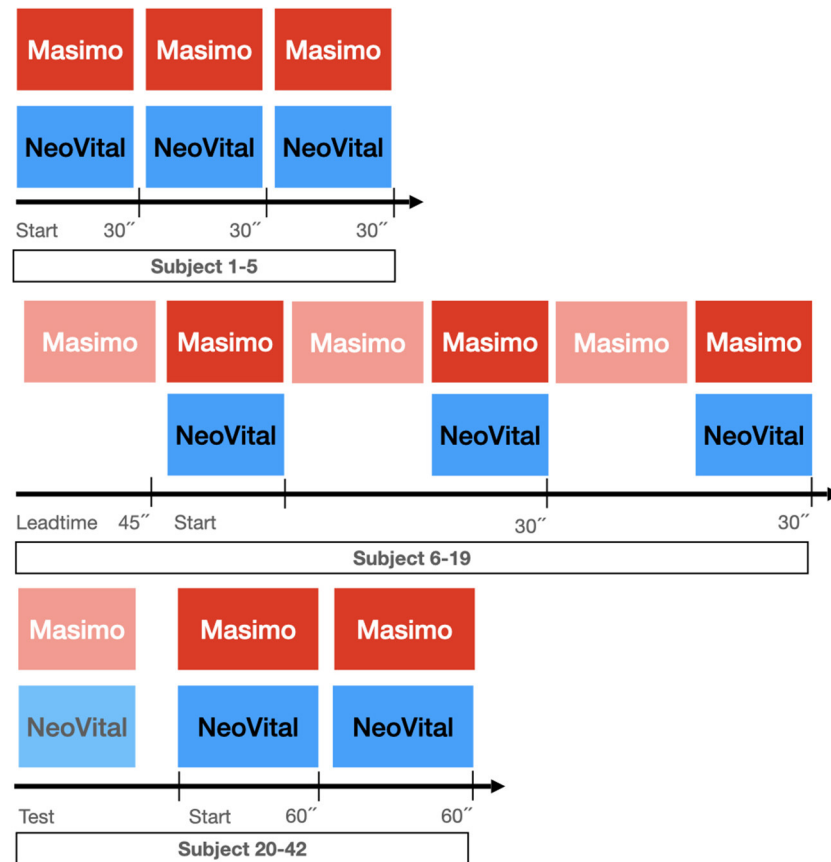 Masimo Masimo Masimo
NeoVital NeoVital NeoVital
Start 30″ 30″ 30″
Subject 1-5
Masimo Masimo Masimo Masimo Masimo Masimo
NeoVital NeoVital NeoVital
Leadtime 45″ Start 30″ 30″
Subject 6-19
Masimo Masimo Masimo
NeoVital NeoVital NeoVital
Test Start 60″ 60″
Subject 20-42